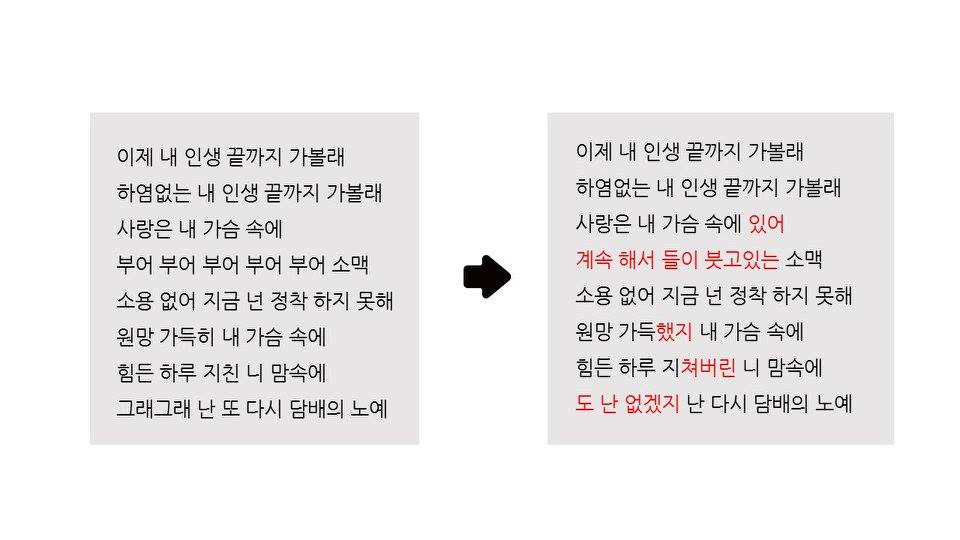 이제 내 인생 끝까지 가볼래
하염없는 내 인생 끝까지 가볼래
사랑은 내 가슴 속에
부어 부어 부어 부어 부어 소맥
소용 없어 지금 넌 정착 하지 못해
원망 가득히 내 가슴 속에
힘든 하루 지친 니 맘속에
그래그래 난 또 다시 담배의 노예
이제 내 인생 끝까지 가볼래
하염없는 내 인생 끝까지 가볼래
사랑은 내 가슴 속에 있어
계속 해서 들이 붓고있는 소맥
소용 없어 지금 넌 정착 하지 못해
원망 가득했지 내 가슴 속에
힘든 하루 지쳐버린 니 맘속에
도 난 없겠지 난 다시 담배의 노예